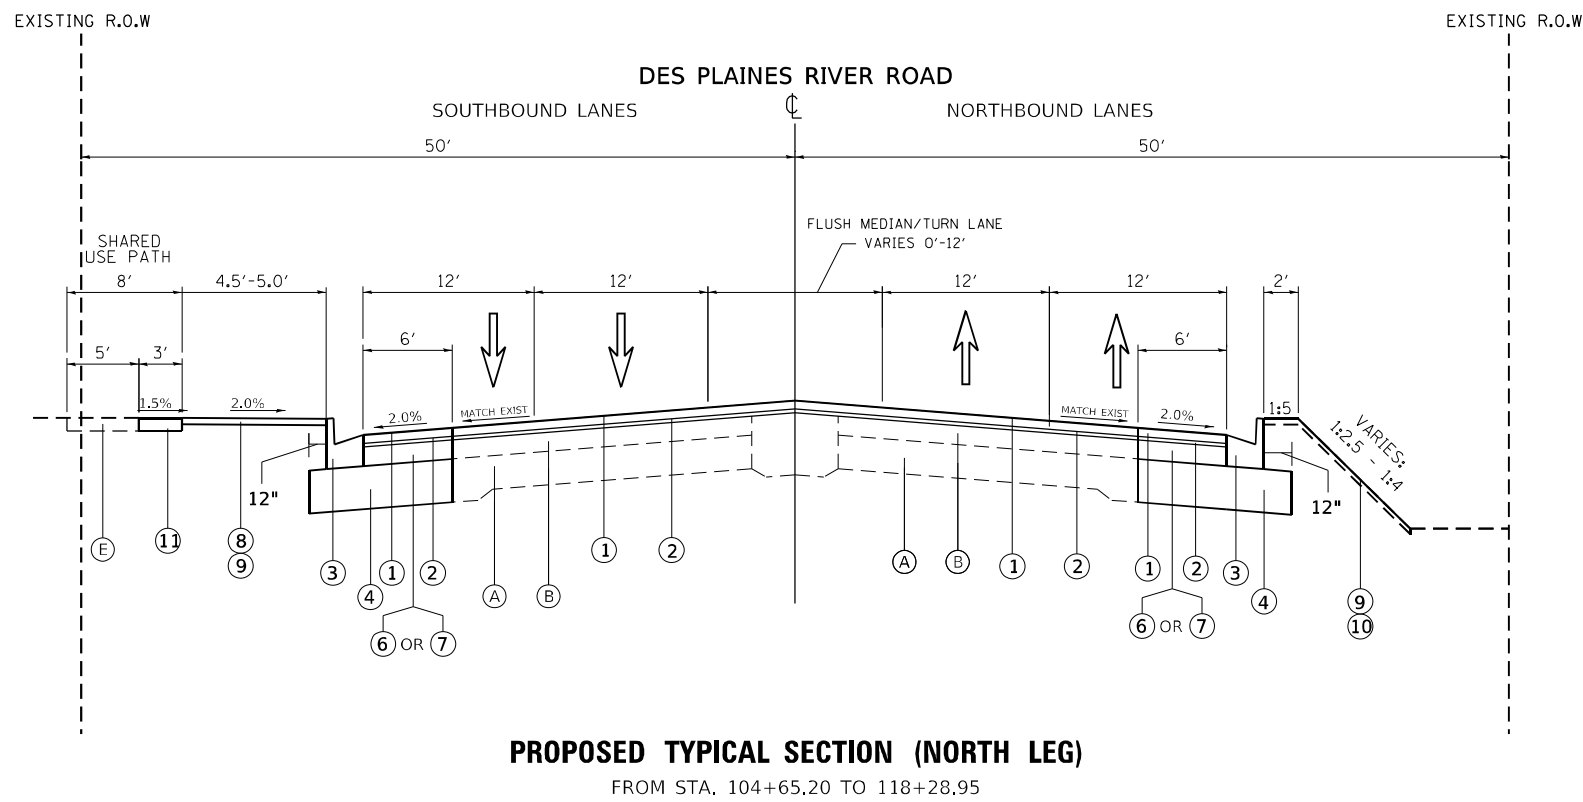 EXISTING R.O.W
EXISTING R.O.W
DES PLAINES RIVER ROAD
SOUTHBOUND LANES
℄
NORTHBOUND LANES
50'
50'
FLUSH MEDIAN/TURN LANE
VARIES 0'-12'
SHARED
USE PATH
8'
4.5'-5.0'
12'
12'
12'
12'
2'
5'
3'
6'
6'
1.5%
2.0%
2.0%
MATCH EXIST
MATCH EXIST
2.0%
1:5
VARIES:
1:2.5 - 1:4
12"
12"
E
11
8
9
3
4
1
2
A
B
1
2
A
B
1
2
1
2
3
4
9
10
6 OR 7
6 OR 7
PROPOSED TYPICAL SECTION (NORTH LEG)
FROM STA. 104+65.20 TO 118+28.95